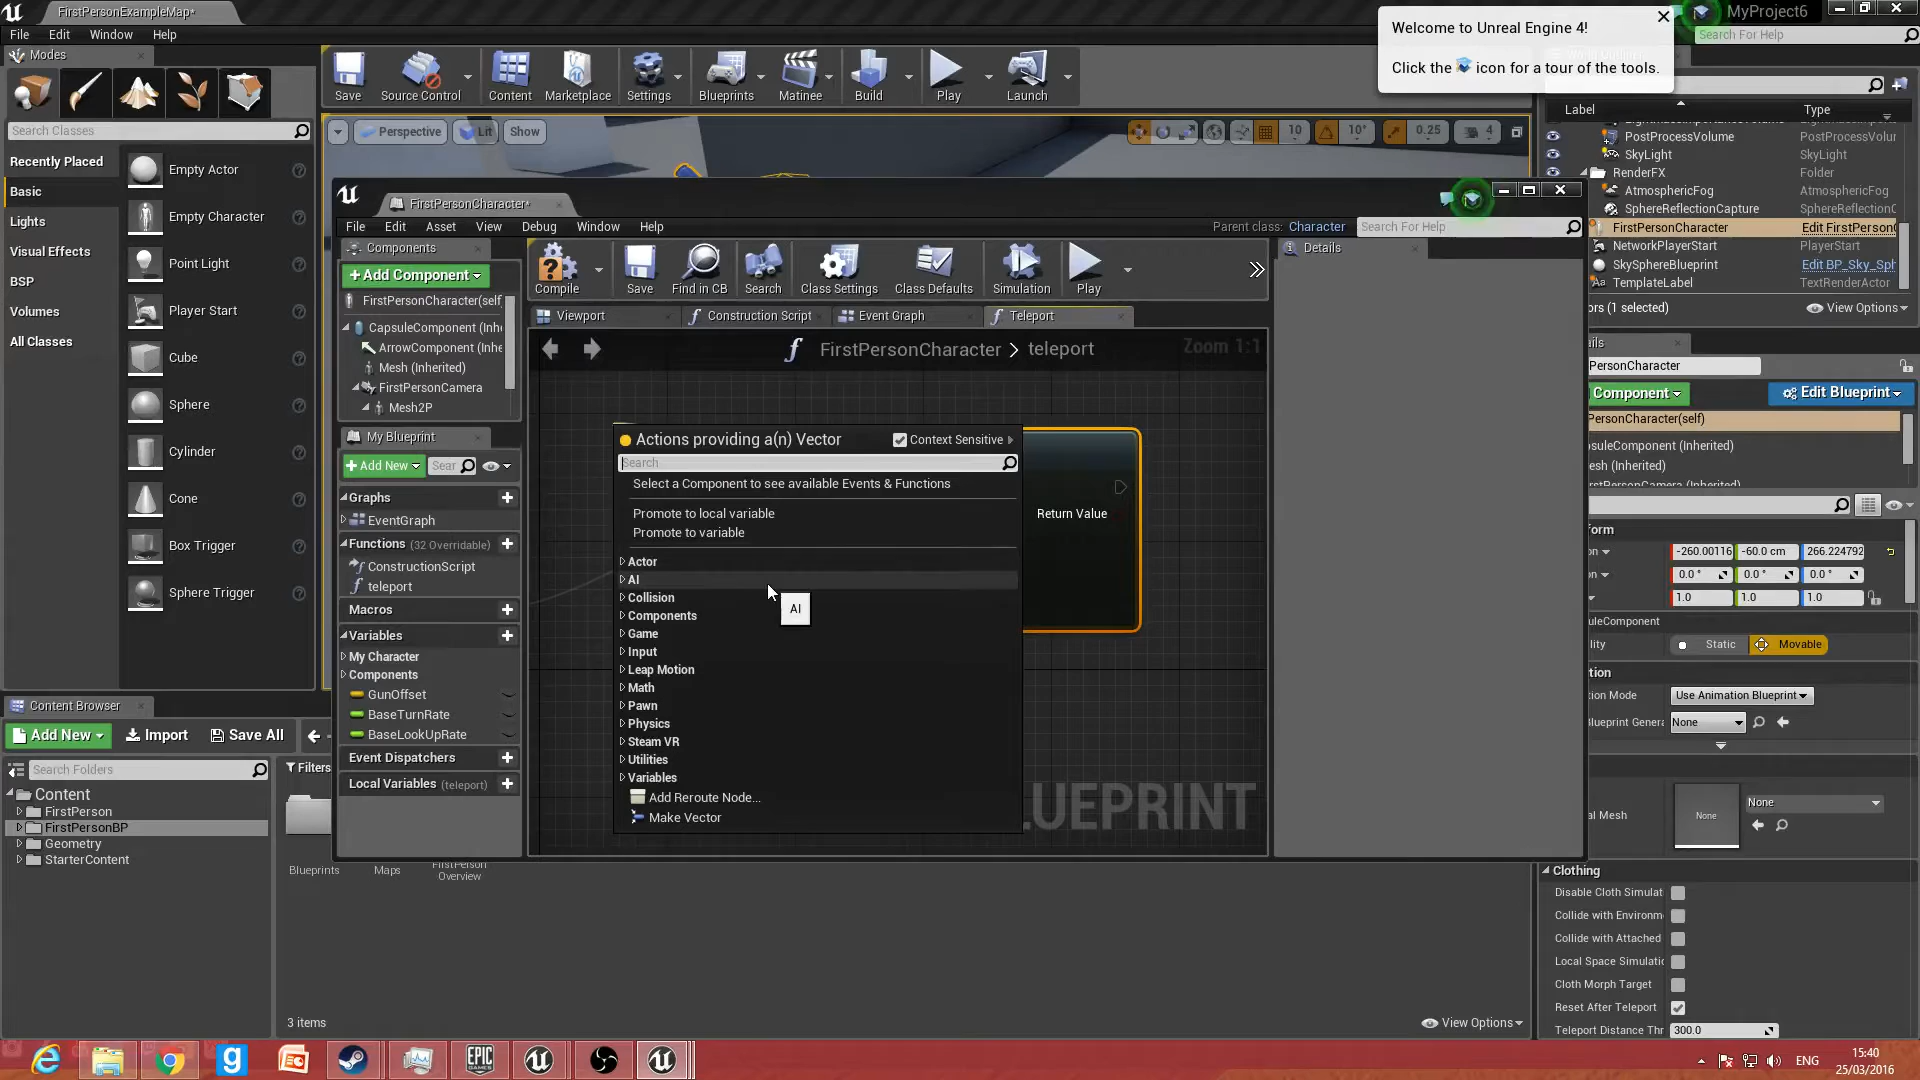 FirstPersonExampleMap*
MyProject6
File Edit Window Help
Search For Help
Welcome to Unreal Engine 4!
Click the icon for a tour of the tools.
Modes
Save Source Control Content Marketplace Settings Blueprints Matinee Build Play Launch
Search Classes
Perspective Lit Show 10 10° 0.25 4
Recently Placed
Basic
Lights
Visual Effects
BSP
Volumes
All Classes
Empty Actor
Empty Character
Point Light
Player Start
Cube
Sphere
Cylinder
Cone
Box Trigger
Sphere Trigger
FirstPersonCharacter*
File Edit Asset View Debug Window Help
Parent class: Character Search For Help
Components
+Add Component
FirstPersonCharacter(self
CapsuleComponent (Inhe
ArrowComponent (Inhe
Mesh (Inherited)
FirstPersonCamera
Mesh2P
Compile Save Find in CB Search Class Settings Class Defaults Simulation Play
Details
Viewport Construction Script Event Graph Teleport
FirstPersonCharacter > teleport
Zoom 1:1
My Blueprint
+Add New Sear
Graphs
EventGraph
Functions (32 Overridable)
ConstructionScript
teleport
Macros
Variables
My Character
Components
GunOffset
BaseTurnRate
BaseLookUpRate
Event Dispatchers
Local Variables (teleport)
Actions providing a(n) Vector Context Sensitive
Search
Select a Component to see available Events & Functions
Promote to local variable
Promote to variable
Actor
AI
Collision
Components
Game
Input
Leap Motion
Math
Pawn
Physics
Steam VR
Utilities
Variables
Add Reroute Node...
Make Vector
AI
Return Value
LUEPRINT
Label Type
PostProcessVolume PostProcessVolur
SkyLight SkyLight
RenderFX Folder
AtmosphericFog AtmosphericFog
SphereReflectionCapture SphereReflectionC
FirstPersonCharacter Edit FirstPerson
NetworkPlayerStart PlayerStart
SkySphereBlueprint Edit BP_Sky_Sph
TemplateLabel TextRenderActor
ors (1 selected) View Options
ails
PersonCharacter
Component Edit Blueprint
PersonCharacter(self)
psuleComponent (Inherited)
esh (Inherited)
form
-260.00116 -60.0 cm 266.224792
0.0 ° 0.0 ° 0.0 °
1.0 1.0 1.0
uleComponent
lity Static Movable
tion
tion Mode Use Animation Blueprint
lueprint Genera None
al Mesh None None
Clothing
Disable Cloth Simulat
Collide with Environm
Collide with Attached
Local Space Simulatio
Cloth Morph Target
Reset After Teleport
Teleport Distance Thr 300.0
Content Browser
Add New Import Save All
Search Folders Filters
Content
FirstPerson
FirstPersonBP
Geometry
StarterContent
Blueprints Maps FirstPerson Overview
3 items View Options
EPIC GAMES
ENG 15:40
25/03/2016